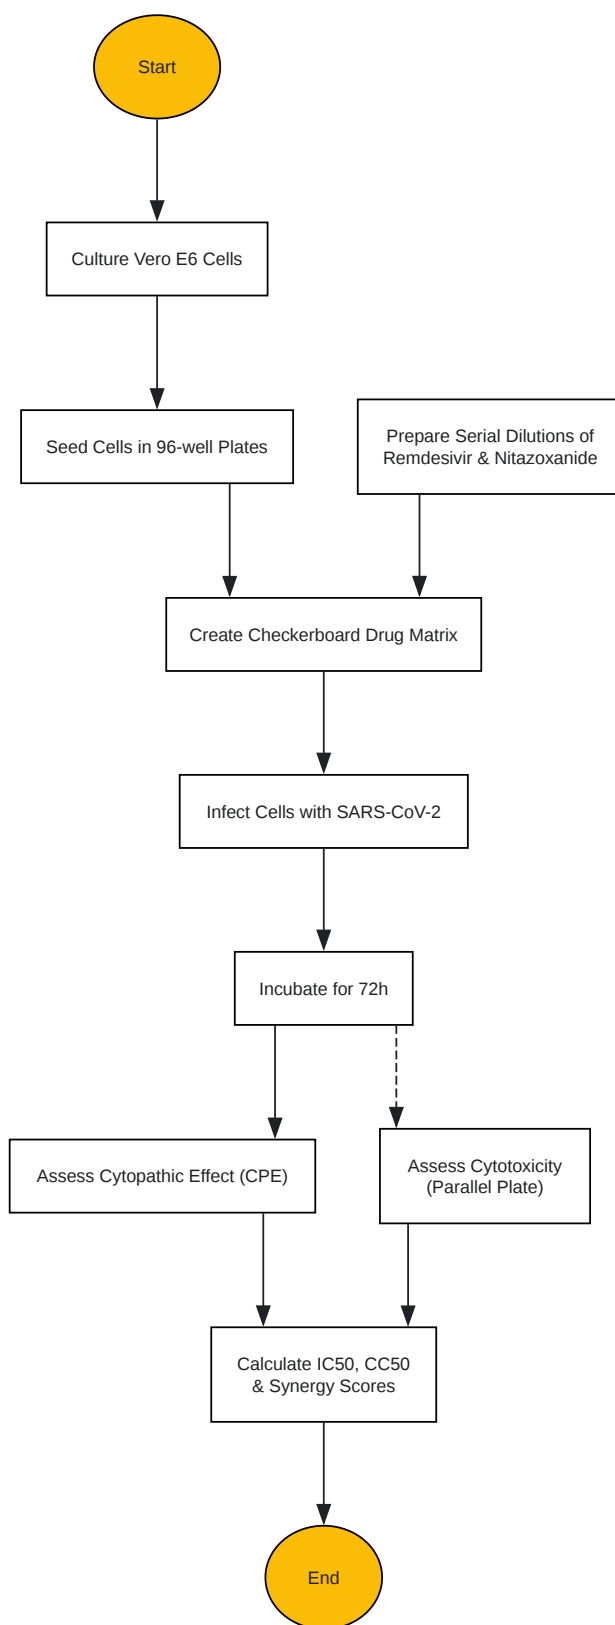 Start
Culture Vero E6 Cells
Seed Cells in 96-well Plates
Prepare Serial Dilutions of
Remdesivir & Nitazoxanide
Create Checkerboard Drug Matrix
Infect Cells with SARS-CoV-2
Incubate for 72h
Assess Cytopathic Effect (CPE)
Assess Cytotoxicity
(Parallel Plate)
Calculate IC50, CC50
& Synergy Scores
End